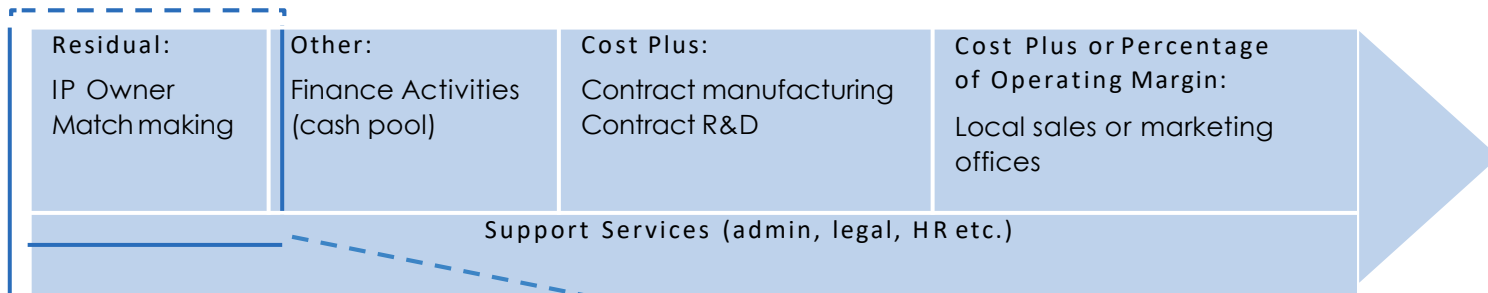 Residual:
IP Owner
Match making
Other:
Finance Activities
(cash pool)
Cost Plus:
Contract manufacturing
Contract R&D
Cost Plus or Percentage
of Operating Margin:
Local sales or marketing
offices
Support Services (admin, legal, HR etc.)